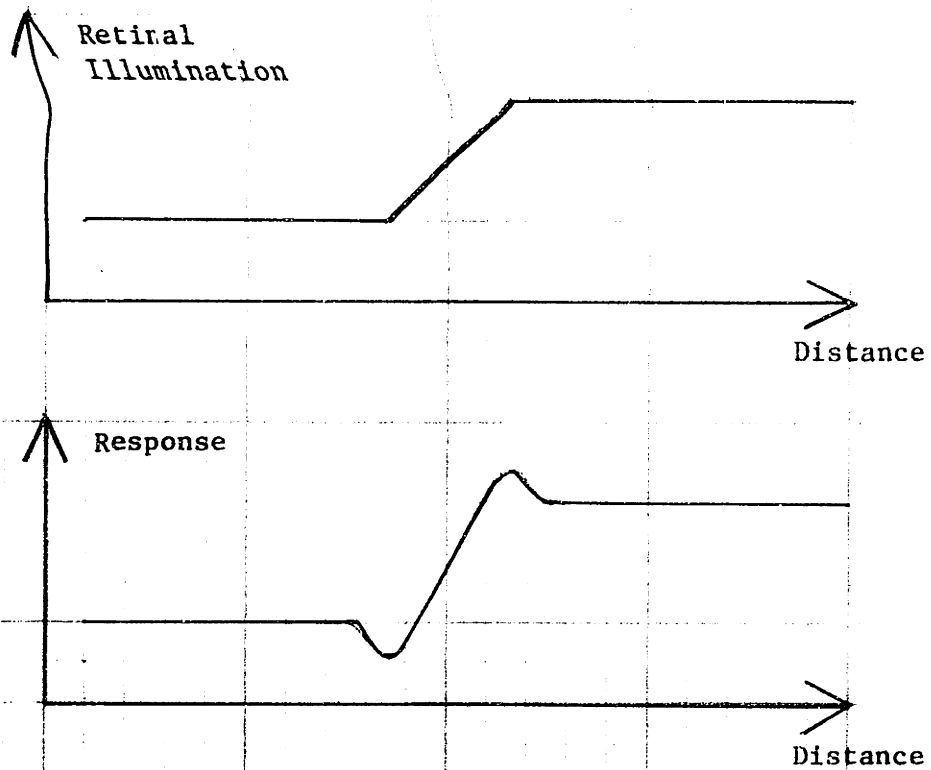 Retinal
Illumination
Distance
Response
Distance